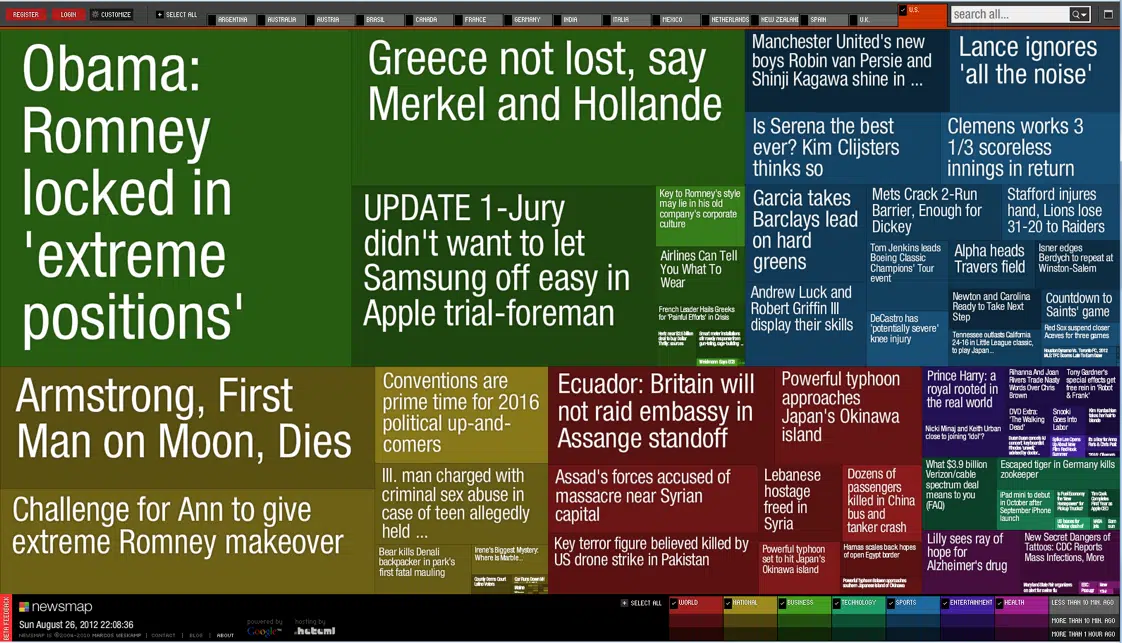 REGISTER LOGIN CUSTOMIZE SELECT ALL ARGENTINA AUSTRALIA AUSTRIA BRASIL CANADA FRANCE GERMANY INDIA ITALIA MEXICO NETHERLANDS NEW ZEALAND SPAIN U.K. U.S. search all...
Obama:
Romney
locked in
'extreme
positions'
Greece not lost, say
Merkel and Hollande
UPDATE 1-Jury
didn't want to let
Samsung off easy in
Apple trial-foreman
Key to Romney's style
may lie in his old
company's corporate
culture
Airlines Can Tell
You What To
Wear
French Leader Hails Greeks
for 'Painful Efforts' in Crisis
Manchester United's new
boys Robin van Persie and
Shinji Kagawa shine in ...
Lance ignores
'all the noise'
Is Serena the best
ever? Kim Clijsters
thinks so
Clemens works 3
1/3 scoreless
innings in return
Garcia takes
Barclays lead
on hard
greens
Mets Crack 2-Run
Barrier, Enough for
Dickey
Stafford injures
hand, Lions lose
31-20 to Raiders
Tom Jenkins leads
Boeing Classic
Champions' Tour
event
Alpha heads
Travers field
Isner edges
Berdych to repeat at
Winston-Salem
Andrew Luck and
Robert Griffin III
display their skills
DeCastro has
'potentially severe'
knee injury
Newton and Carolina
Ready to Take Next
Step
Countdown to
Saints' game
Tennessee outlasts California
24-16 in Little League classic,
to play Japan...
Red Sox suspend closer
Aceves for three games
Armstrong, First
Man on Moon, Dies
Challenge for Ann to give
extreme Romney makeover
Conventions are
prime time for 2016
political up-and-
comers
Ill. man charged with
criminal sex abuse in
case of teen allegedly
held ...
Bear kills Denali
backpacker in park's
first fatal mauling
Irene's Biggest Mystery:
Where Is Marble...
Ecuador: Britain will
not raid embassy in
Assange standoff
Powerful typhoon
approaches
Japan's Okinawa
island
Assad's forces accused of
massacre near Syrian
capital
Key terror figure believed killed by
US drone strike in Pakistan
Lebanese
hostage
freed in
Syria
Dozens of
passengers
killed in China
bus and
tanker crash
Powerful typhoon
set to hit Japan's
Okinawa island
Hamas scales back hopes
of open Egypt border
Prince Harry: a
royal rooted in
the real world
Nicki Minaj and Keith Urban
close to joining 'Idol'?
Rihanna And Joan
Rivers Trade Nasty
Words Over Chris
Brown
Tony Gardner's
special effects get
free rein in 'Robot
& Frank'
DVD Extra:
'The Walking
Dead'
Snooki
Goes Into
Labor
What $3.9 billion
Verizon/cable
spectrum deal
means to you
(FAQ)
Escaped tiger in Germany kills
zookeeper
iPad mini to debut
in October after
September iPhone
launch
Lilly sees ray of
hope for
Alzheimer's drug
New Secret Dangers of
Tattoos: CDC Reports
Mass Infections, More
BETA FEEDBACK
newsmap
Sun August 26, 2012 22:08:36
NEWSMAP IS ©2004-2010 MARCOS WESKAMP | CONTACT | BLOG | ABOUT
powered by Google
hosting by
SELECT ALL WORLD NATIONAL BUSINESS TECHNOLOGY SPORTS ENTERTAINMENT HEALTH
LESS THAN 10 MIN. AGO
MORE THAN 10 MIN. AGO
MORE THAN 1 HOUR AGO